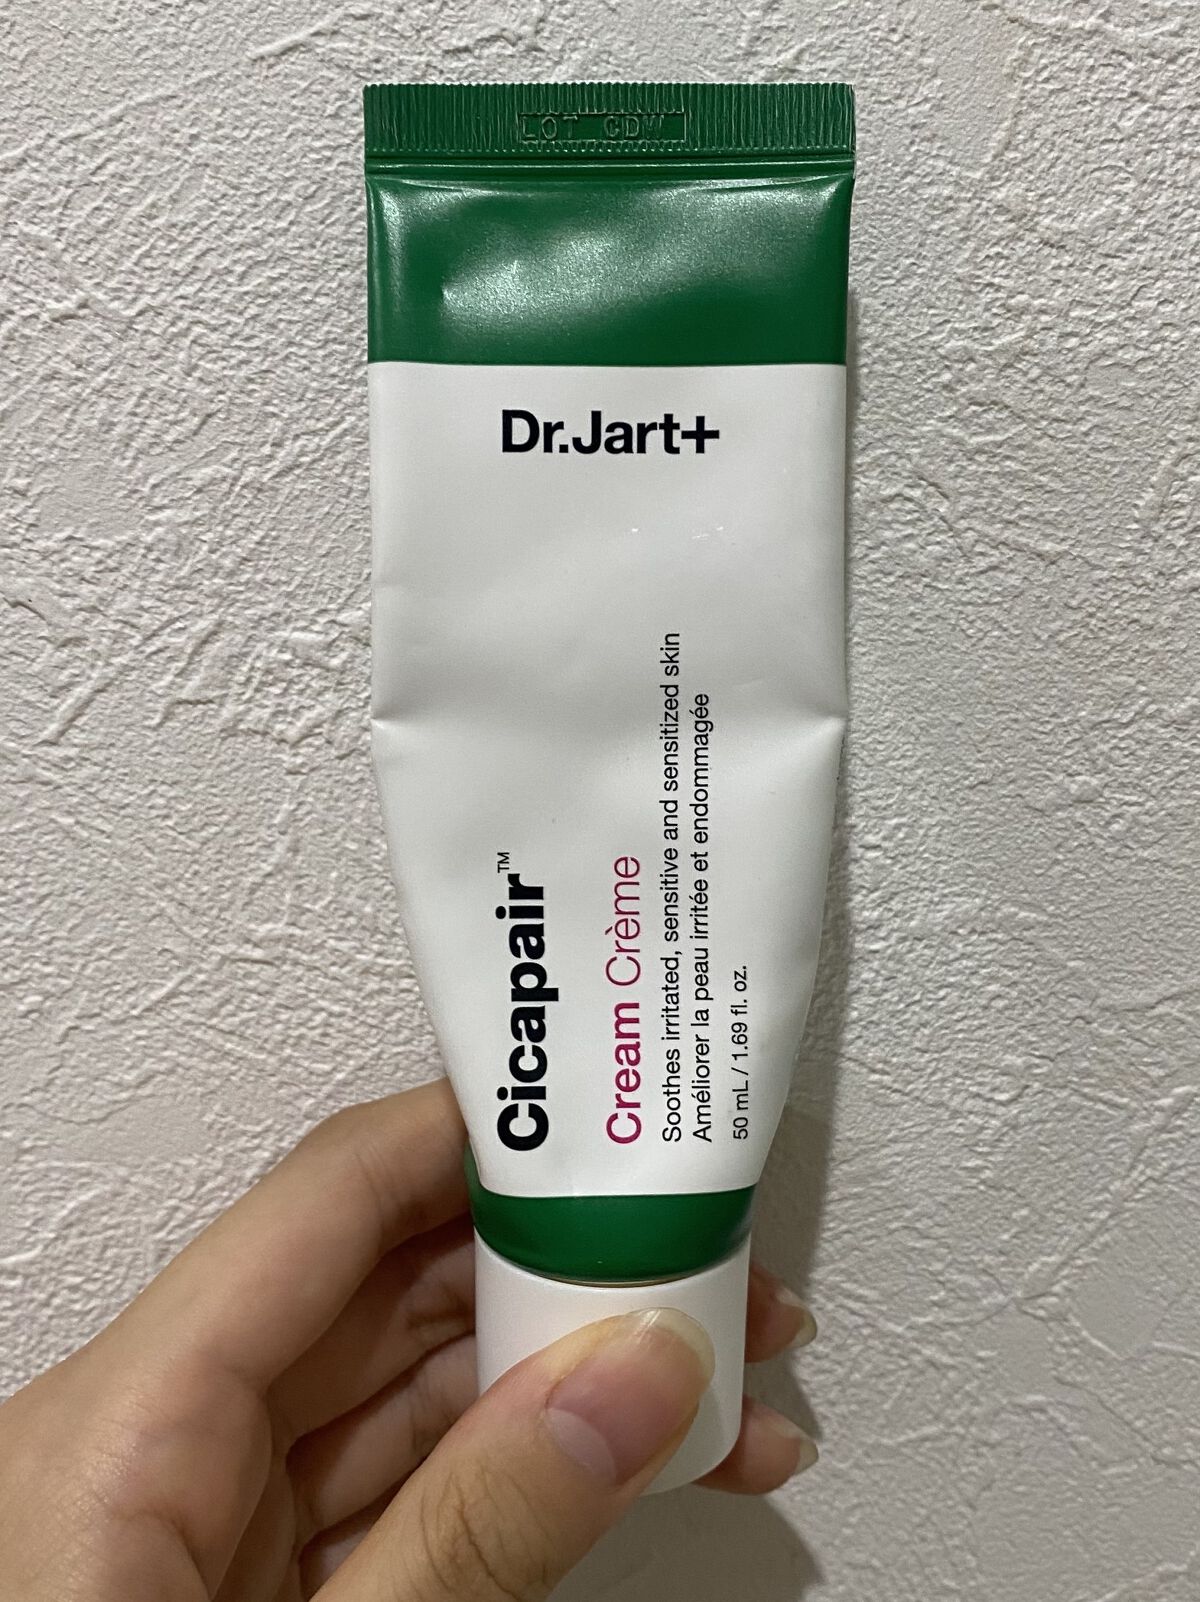 LOT CDW
Dr.Jart+
Cicapair™
Cream Crème
Soothes irritated, sensitive and sensitized skin
Améliorer la peau irritée et endommagée
50 mL / 1.69 fl. oz.